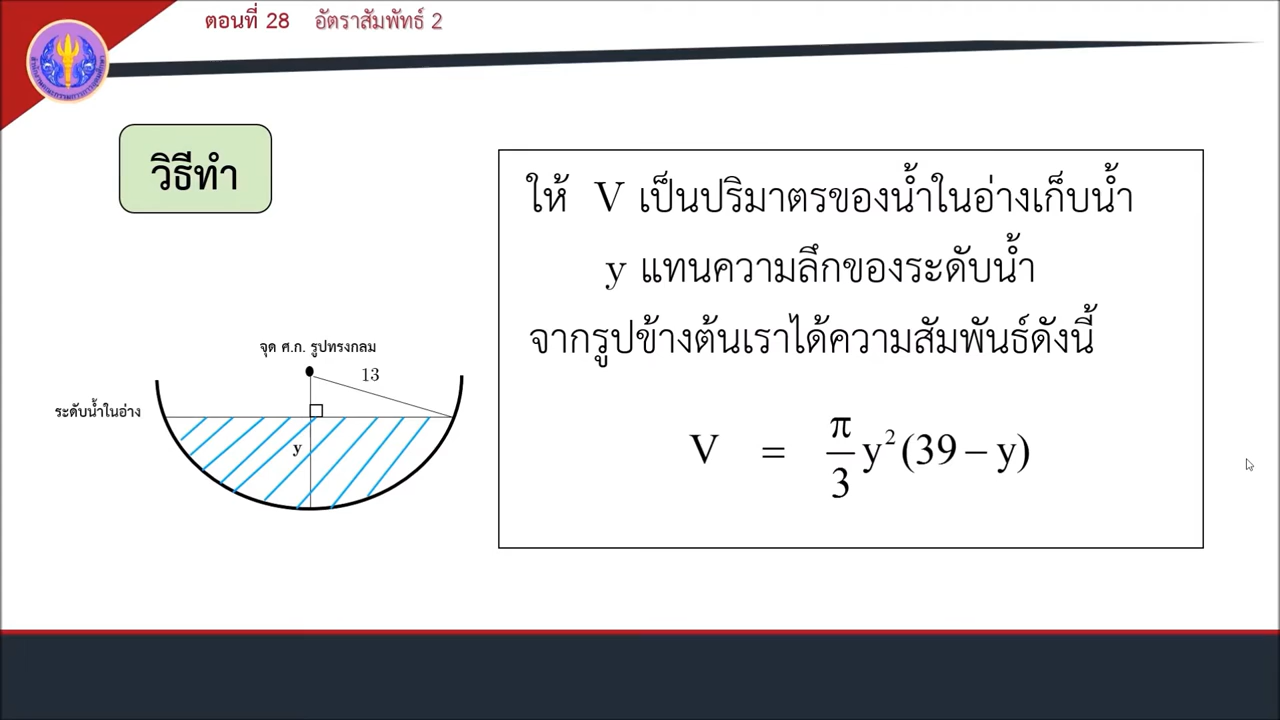 ตอนที่ 28 อัตราสัมพัทธ์ 2
วิธีทำ
ให้ V เป็นปริมาตรของน้ำในอ่างเก็บน้ำ
y แทนความลึกของระดับน้ำ
จากรูปข้างต้นเราได้ความสัมพันธ์ดังนี้
V = π/3 y²(39 – y)
จุด ศ.ก. รูปทรงกลม
13
ระดับน้ำในอ่าง
y